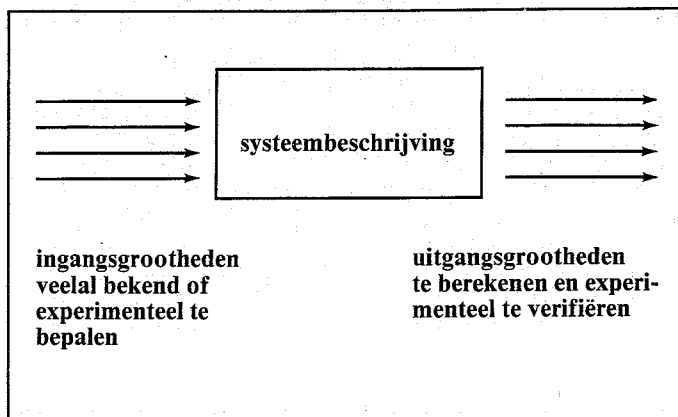 systeembeschrijving
ingangsgrootheden
veelal bekend of
experimenteel te
bepalen
uitgangsgrootheden
te berekenen en experi-
menteel te verifiëren